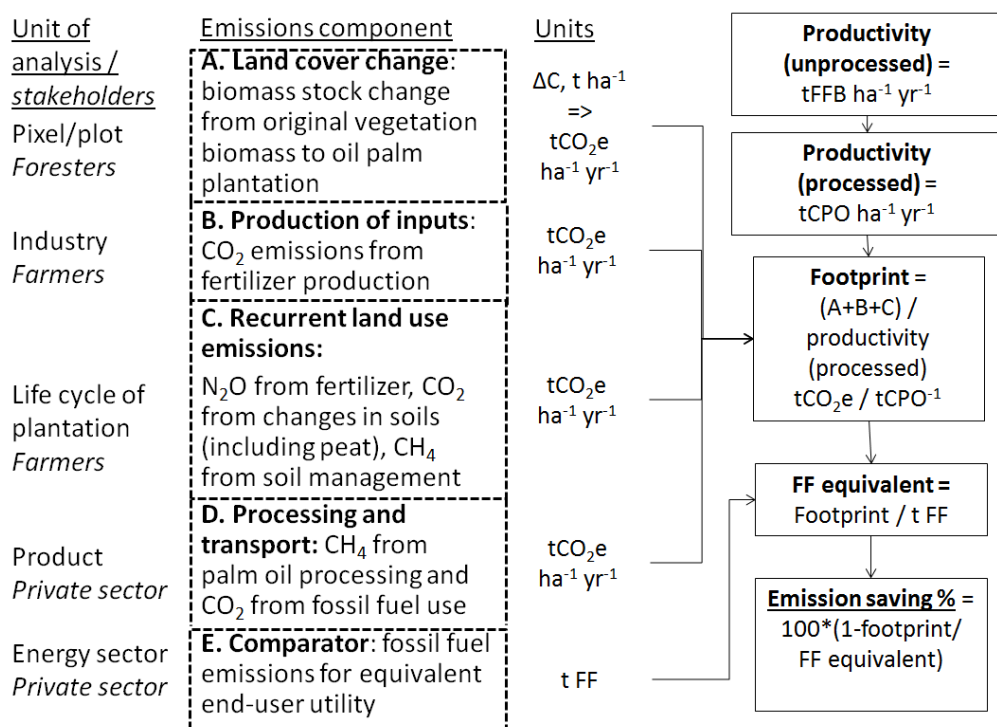 Unit of
analysis /
stakeholders
Pixel/plot
Foresters
Industry
Farmers
Life cycle of
plantation
Farmers
Product
Private sector
Energy sector
Private sector
Emissions component
A. Land cover change:
biomass stock change
from original vegetation
biomass to oil palm
plantation
B. Production of inputs:
CO₂ emissions from
fertilizer production
C. Recurrent land use
emissions:
N₂O from fertilizer, CO₂
from changes in soils
(including peat), CH₄
from soil management
D. Processing and
transport: CH₄ from
palm oil processing and
CO₂ from fossil fuel use
E. Comparator: fossil fuel
emissions for equivalent
end-user utility
Units
ΔC, t ha⁻¹
=>
tCO₂e
ha⁻¹ yr⁻¹
tCO₂e
ha⁻¹ yr⁻¹
tCO₂e
ha⁻¹ yr⁻¹
tCO₂e
ha⁻¹ yr⁻¹
t FF
Productivity
(unprocessed) =
tFFB ha⁻¹ yr⁻¹
Productivity
(processed) =
tCPO ha⁻¹ yr⁻¹
Footprint =
(A+B+C) /
productivity
(processed)
tCO₂e / tCPO⁻¹
FF equivalent =
Footprint / t FF
Emission saving % =
100*(1-footprint/
FF equivalent)